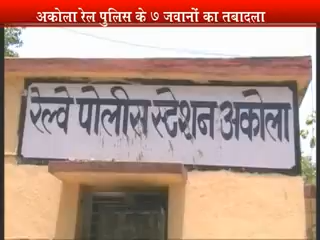 अकोला रेल पुलिस के ७ जवानों का तबादला
रेल्वे पोलीस स्टेशन अकोला